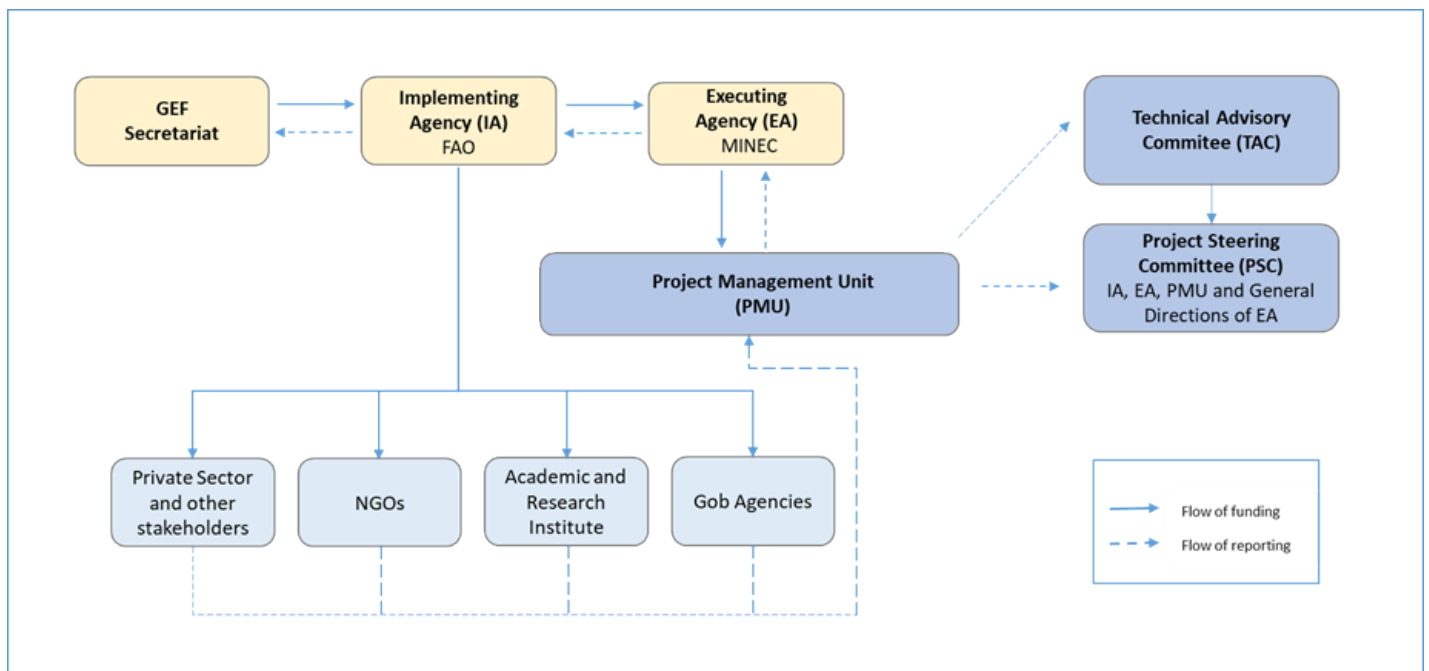 GEF
Secretariat
Implementing
Agency (IA)
FAO
Executing
Agency (EA)
MINEC
Technical Advisory
Commitee (TAC)
Project Steering
Committee (PSC)
IA, EA, PMU and General
Directions of EA
Project Management Unit
(PMU)
Private Sector
and other
stakeholders
NGOs
Academic and
Research
Institute
Gob Agencies
Flow of funding
Flow of reporting